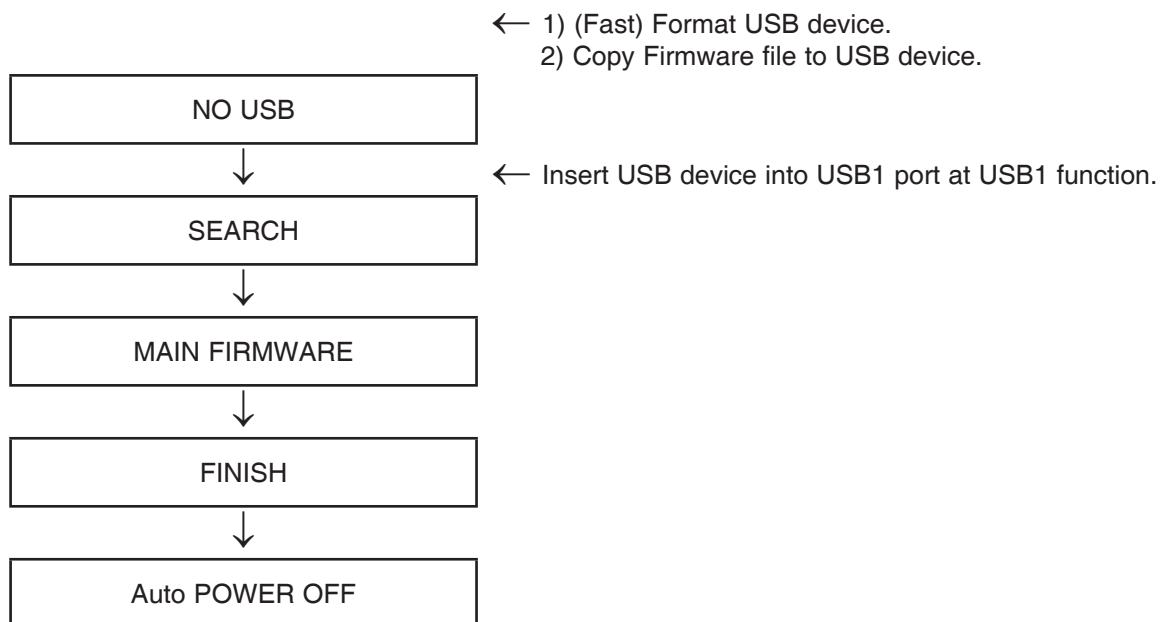 ← 1) (Fast) Format USB device.
2) Copy Firmware file to USB device.
NO USB
↓
← Insert USB device into USB1 port at USB1 function.
SEARCH
↓
MAIN FIRMWARE
↓
FINISH
↓
Auto POWER OFF